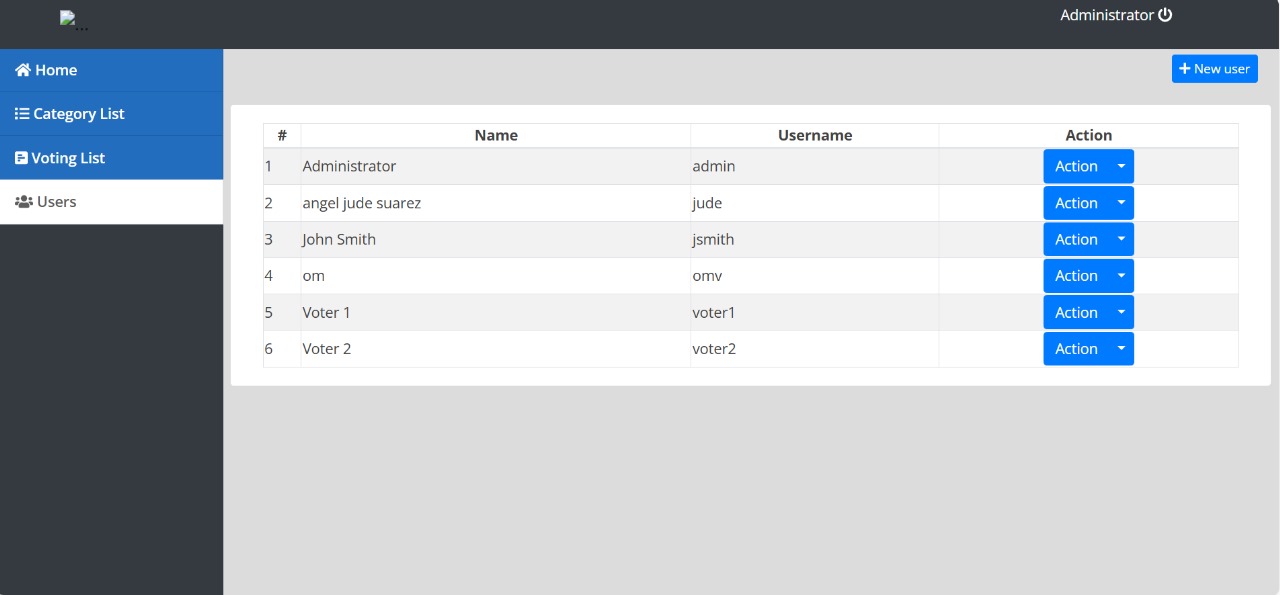 ...
Administrator
Home
+ New user
Category List
Voting List
Users
# Name Username Action
1 Administrator admin Action
2 angel jude suarez jude Action
3 John Smith jsmith Action
4 om omv Action
5 Voter 1 voter1 Action
6 Voter 2 voter2 Action